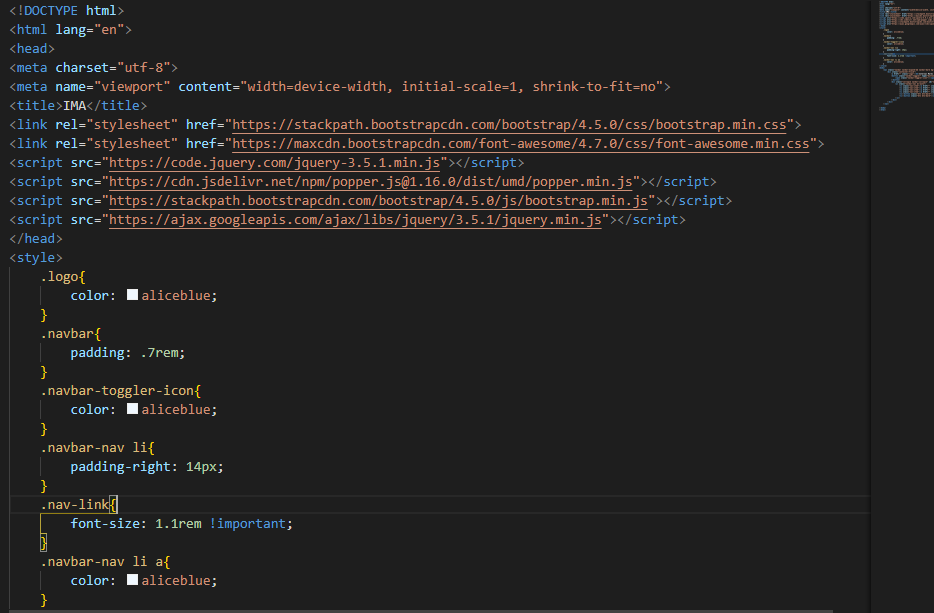 <!DOCTYPE html>
<html lang="en">
<head>
<meta charset="utf-8">
<meta name="viewport" content="width=device-width, initial-scale=1, shrink-to-fit=no">
<title>IMA</title>
<link rel="stylesheet" href="https://stackpath.bootstrapcdn.com/bootstrap/4.5.0/css/bootstrap.min.css">
<link rel="stylesheet" href="https://maxcdn.bootstrapcdn.com/font-awesome/4.7.0/css/font-awesome.min.css">
<script src="https://code.jquery.com/jquery-3.5.1.min.js"></script>
<script src="https://cdn.jsdelivr.net/npm/popper.js@1.16.0/dist/umd/popper.min.js"></script>
<script src="https://stackpath.bootstrapcdn.com/bootstrap/4.5.0/js/bootstrap.min.js"></script>
<script src="https://ajax.googleapis.com/ajax/libs/jquery/3.5.1/jquery.min.js"></script>
</head>
<style>
    .logo{
        color: aliceblue;
    }
    .navbar{
        padding: .7rem;
    }
    .navbar-toggler-icon{
        color: aliceblue;
    }
    .navbar-nav li{
        padding-right: 14px;
    }
    .nav-link{
        font-size: 1.1rem !important;
    }
    .navbar-nav li a{
        color: aliceblue;
    }